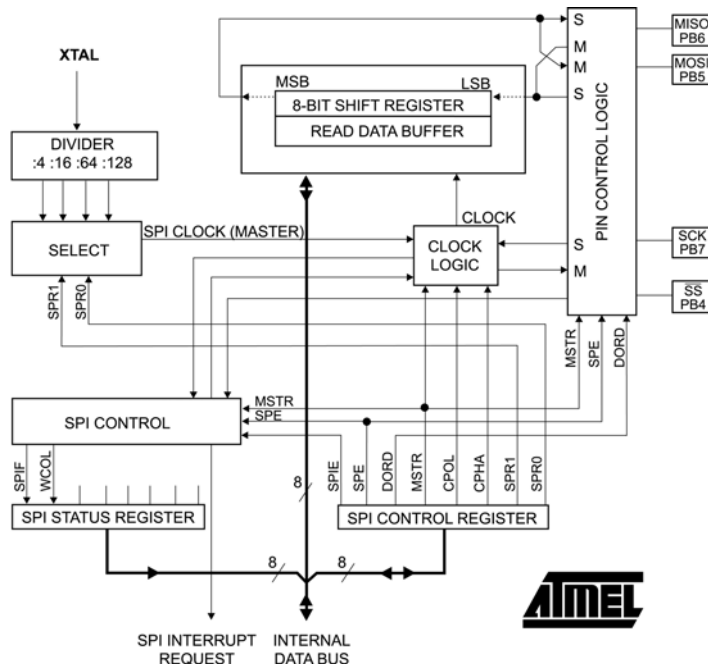 XTAL
DIVIDER
:4 :16 :64 :128
SELECT
SPI CLOCK (MASTER)
SPR1
SPR0
MSB
LSB
8-BIT SHIFT REGISTER
READ DATA BUFFER
CLOCK
CLOCK LOGIC
S
M
M
S
S
M
PIN CONTROL LOGIC
MISO
PB6
MOSI
PB5
SCK
PB7
SS
PB4
MSTR
SPE
DORD
SPI CONTROL
MSTR
SPE
SPIF
WCOL
SPI STATUS REGISTER
8
SPIE
SPE
DORD
MSTR
CPOL
CPHA
SPR1
SPR0
SPI CONTROL REGISTER
8
8
SPI INTERRUPT
REQUEST
INTERNAL
DATA BUS
ATMEL